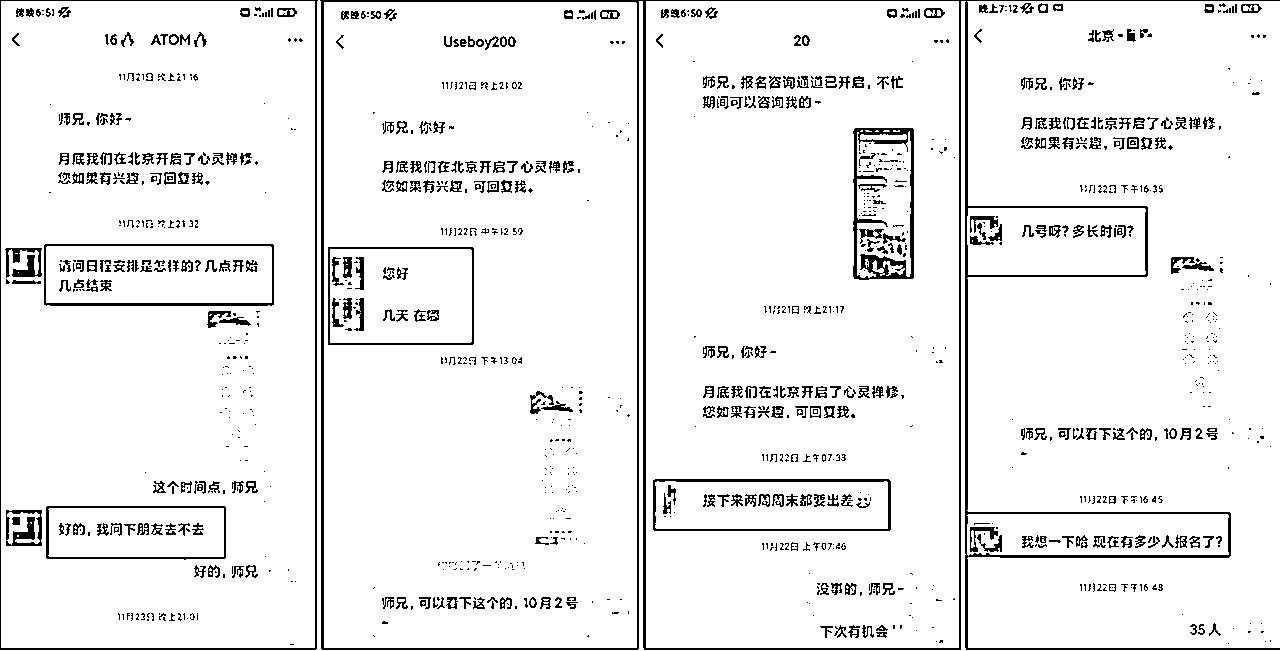 傍晚6:51
16 ATOM
11月21日 晚上21:16
师兄，你好~
月底我们在北京开启了心灵禅修，
您如果有兴趣，可回复我。
11月21日 晚上21:32
请问日程安排是怎样的？几点开始
几点结束
这个时间点，师兄
好的，我问下朋友去不去
好的，师兄
11月23日 晚上21:01
傍晚6:50
Useboy200
11月21日 晚上21:02
师兄，你好~
月底我们在北京开启了心灵禅修，
您如果有兴趣，可回复我。
11月22日 中午12:59
您好
几天 在哪
11月22日 下午13:04
师兄，可以看下这个的，10月2号
~
傍晚6:50
20
师兄，报名咨询通道已开启，不忙
期间可以咨询我的~
11月21日 晚上21:17
师兄，你好~
月底我们在北京开启了心灵禅修，
您如果有兴趣，可回复我。
11月22日 上午07:33
接下来两周周末都要出差
11月22日 上午07:46
没事的，师兄~
下次有机会
晚上7:12
北京-
师兄，你好~
月底我们在北京开启了心灵禅修，
您如果有兴趣，可回复我。
11月22日 下午16:35
几号呀？多长时间？
师兄，可以看下这个的，10月2号
~
11月22日 下午16:45
我想一下哈 现在有多少人报名了？
11月22日 下午16:48
35人